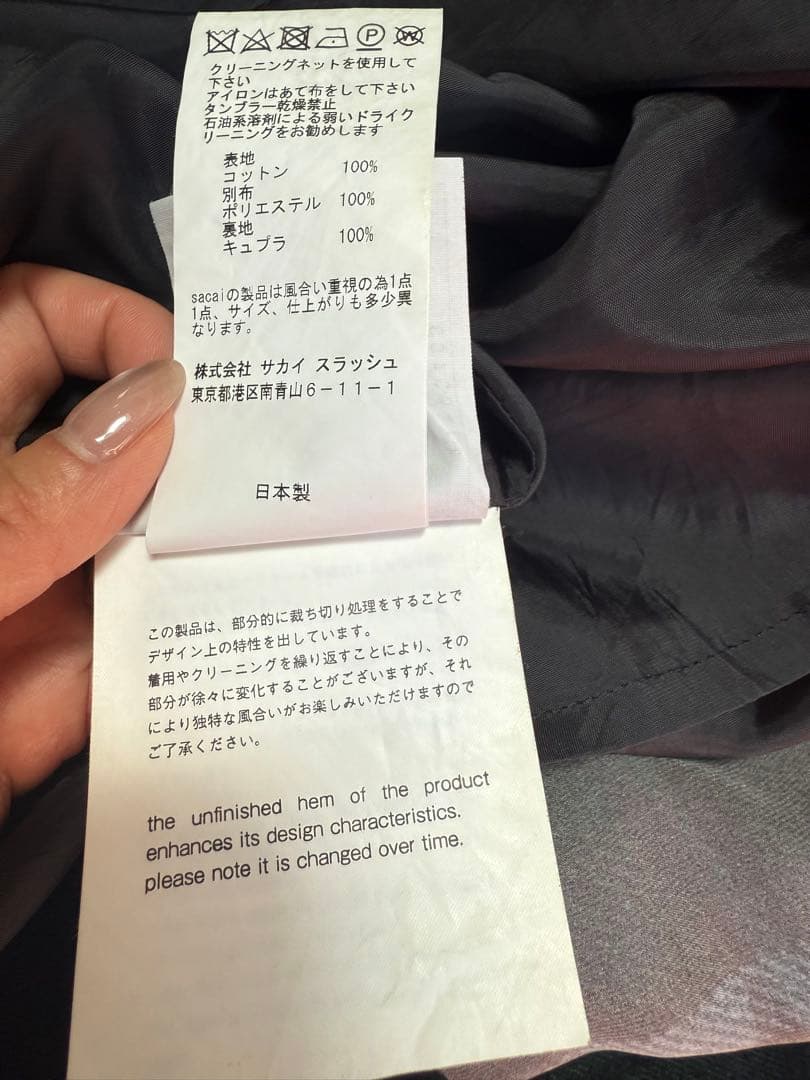 クリーニングネットを使用して
下さい
アイロンはあて布をして下さい
タンブラー乾燥禁止
石油系溶剤による弱いドライク
リーニングをお勧めします
表地
コットン 100%
別布
ポリエステル 100%
裏地
キュプラ 100%
sacaiの製品は風合い重視の為1点
1点、サイズ、仕上がりも多少異
なります。
株式会社 サカイ スラッシュ
東京都港区南青山6-11-1
日本製
この製品は、部分的に裁ち切り処理をすることで
デザイン上の特性を出しています。
着用やクリーニングを繰り返すことにより、その
部分が徐々に変化することがございますが、それ
により独特な風合いがお楽しみいただけますので
ご了承ください。
the unfinished hem of the product
enhances its design characteristics.
please note it is changed over time.